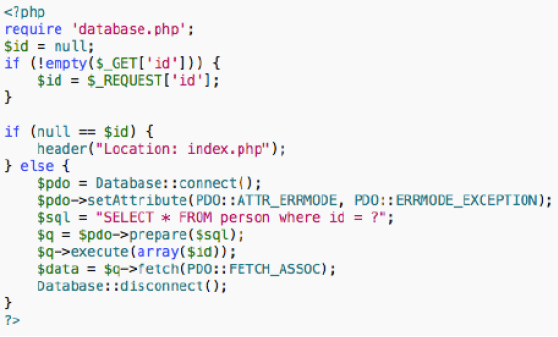 <?php
require 'database.php';
$id = null;
if (!empty($_GET['id'])) {
    $id = $_REQUEST['id'];
}

if (null == $id) {
    header("Location: index.php");
} else {
    $pdo = Database::connect();
    $pdo->setAttribute(PDO::ATTR_ERRMODE, PDO::ERRMODE_EXCEPTION);
    $sql = "SELECT * FROM person where id = ?";
    $q = $pdo->prepare($sql);
    $q->execute(array($id));
    $data = $q->fetch(PDO::FETCH_ASSOC);
    Database::disconnect();
}
?>